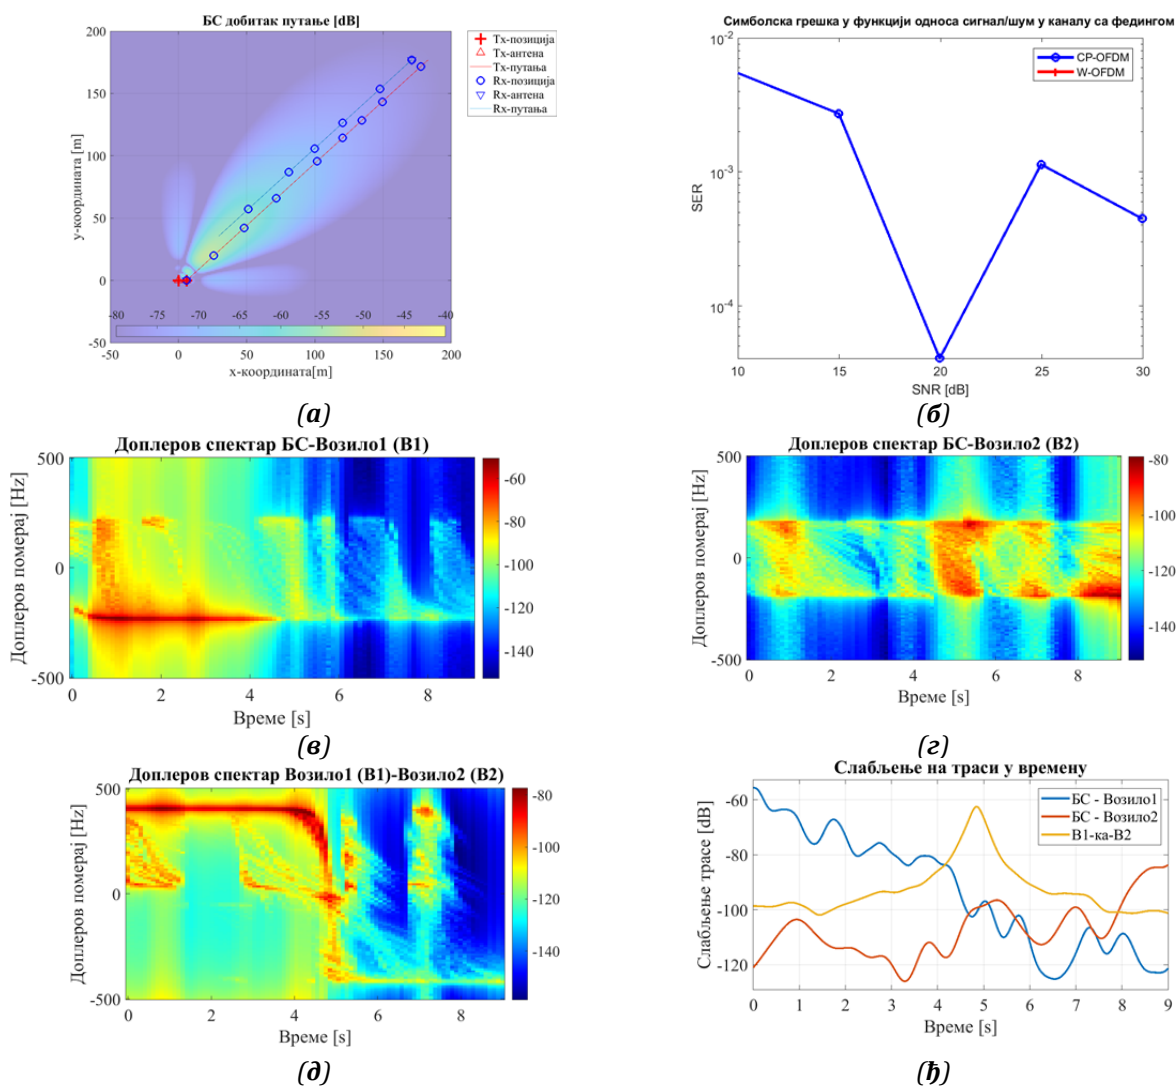 БС добитак путање [dB]
200
150
100
50
0
-50
y-координата [m]
-80 -75 -70 -65 -60 -55 -50 -45 -40
-50 0 50 100 150 200
x-координата[m]
Tx-позиција
Tx-антена
Tx-путања
Rx-позиција
Rx-антена
Rx-путања
(а)
Симболска грешка у функцији односа сигнал/шум у каналу са федингом
10-2
10-3
10-4
SER
10 15 20 25 30
SNR [dB]
CP-OFDM
W-OFDM
(б)
Доплеров спектар БС-Возило1 (В1)
500
0
-500
Доплеров померај [Hz]
0 2 4 6 8
Време [s]
-60
-80
-100
-120
-140
(в)
Доплеров спектар БС-Возило2 (В2)
500
0
-500
Доплеров померај [Hz]
0 2 4 6 8
Време [s]
-80
-100
-120
-140
(г)
Доплеров спектар Возило1 (В1)-Возило2 (В2)
500
0
-500
Доплеров померај [Hz]
0 2 4 6 8
Време [s]
-80
-100
-120
-140
-160
(д)
Слабљење на траси у времену
-60
-80
-100
-120
Слабљење трасе [dB]
0 1 2 3 4 5 6 7 8 9
Време [s]
БС - Возило1
БС - Возило2
В1-ка-В2
(ђ)